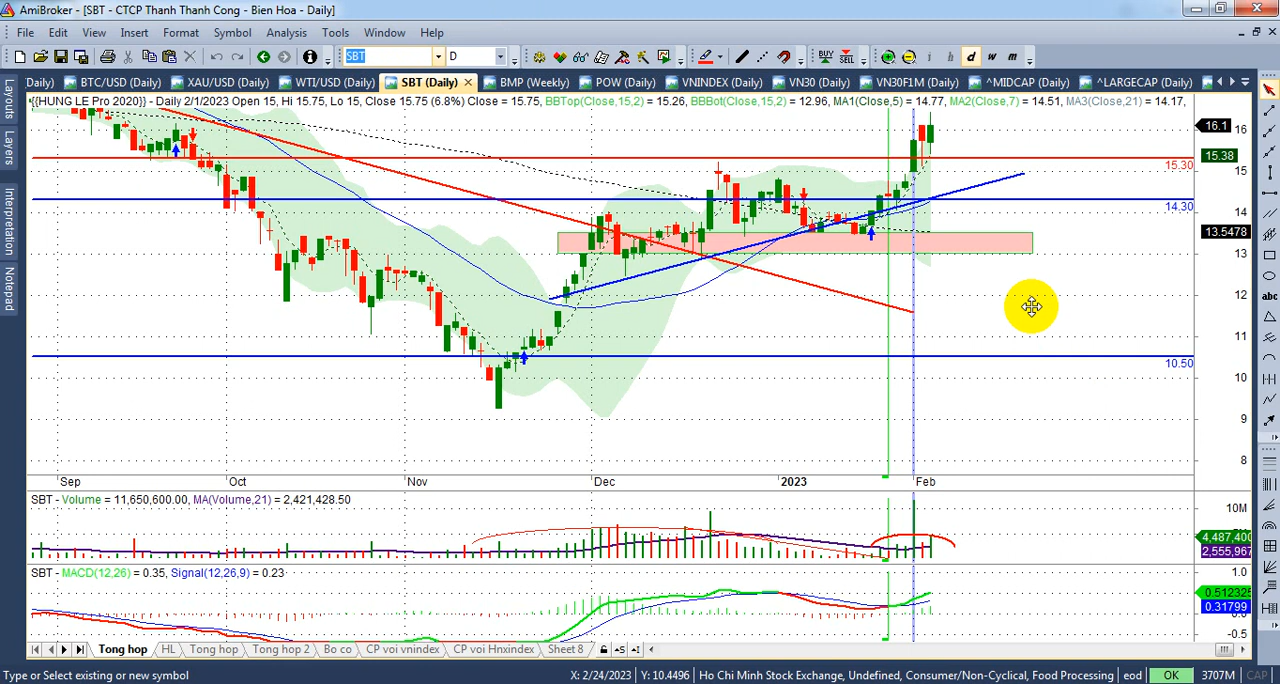 AmiBroker - [SBT - CTCP Thanh Thanh Cong - Bien Hoa - Daily]
File Edit View Insert Format Symbol Analysis Tools Window Help
SBT D BUY SELL i h d w m
Daily) BTC/USD (Daily) XAU/USD (Daily) WTI/USD (Daily) SBT (Daily) BMP (Weekly) POW (Daily) VNINDEX (Daily) VN30 (Daily) VN30F1M (Daily) ^MIDCAP (Daily) ^LARGECAP (Daily)
Layouts
Layers
Interpretation
Notepad
{{HUNG LE Pro 2020}} - Daily 2/1/2023 Open 15, Hi 15.75, Lo 15, Close 15.75 (6.8%) Close = 15.75, BBTop(Close,15,2) = 15.26, BBBot(Close,15,2) = 12.96, MA1(Close,5) = 14.77, MA2(Close,7) = 14.51, MA3(Close,21) = 14.17,
16.1
16
15.38
15.30
15
14.30
14
13.5478
13
12
11
10.50
10
9
8
Sep Oct Nov Dec 2023 Feb
SBT - Volume = 11,650,600.00, MA(Volume,21) = 2,421,428.50
10M
4,487,400
2,555,967
SBT - MACD(12,26) = 0.35, Signal(12,26,9) = 0.23
1.0
0.512325
0.31799
-0.5
Tong hop HL Tong hop Tong hop 2 Bo co CP voi vnindex CP voi Hnxindex Sheet 8
Type or Select existing or new symbol X: 2/24/2023 Y: 10.4496 Ho Chi Minh Stock Exchange, Undefined, Consumer/Non-Cyclical, Food Processing eod OK 3707M CAP
abc